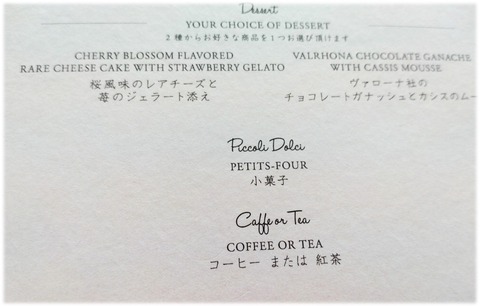 Dessert
YOUR CHOICE OF DESSERT
2種からお好きな商品を1つお選び頂けます
CHERRY BLOSSOM FLAVORED
RARE CHEESE CAKE WITH STRAWBERRY GELATO
桜風味のレアチーズと
苺のジェラート添え
VALRHONA CHOCOLATE GANACHE
WITH CASSIS MOUSSE
ヴァローナ社の
チョコレートガナッシュとカシスのム
Piccoli Dolci
PETITS-FOUR
小菓子
Caffe or Tea
COFFEE OR TEA
コーヒー または 紅茶